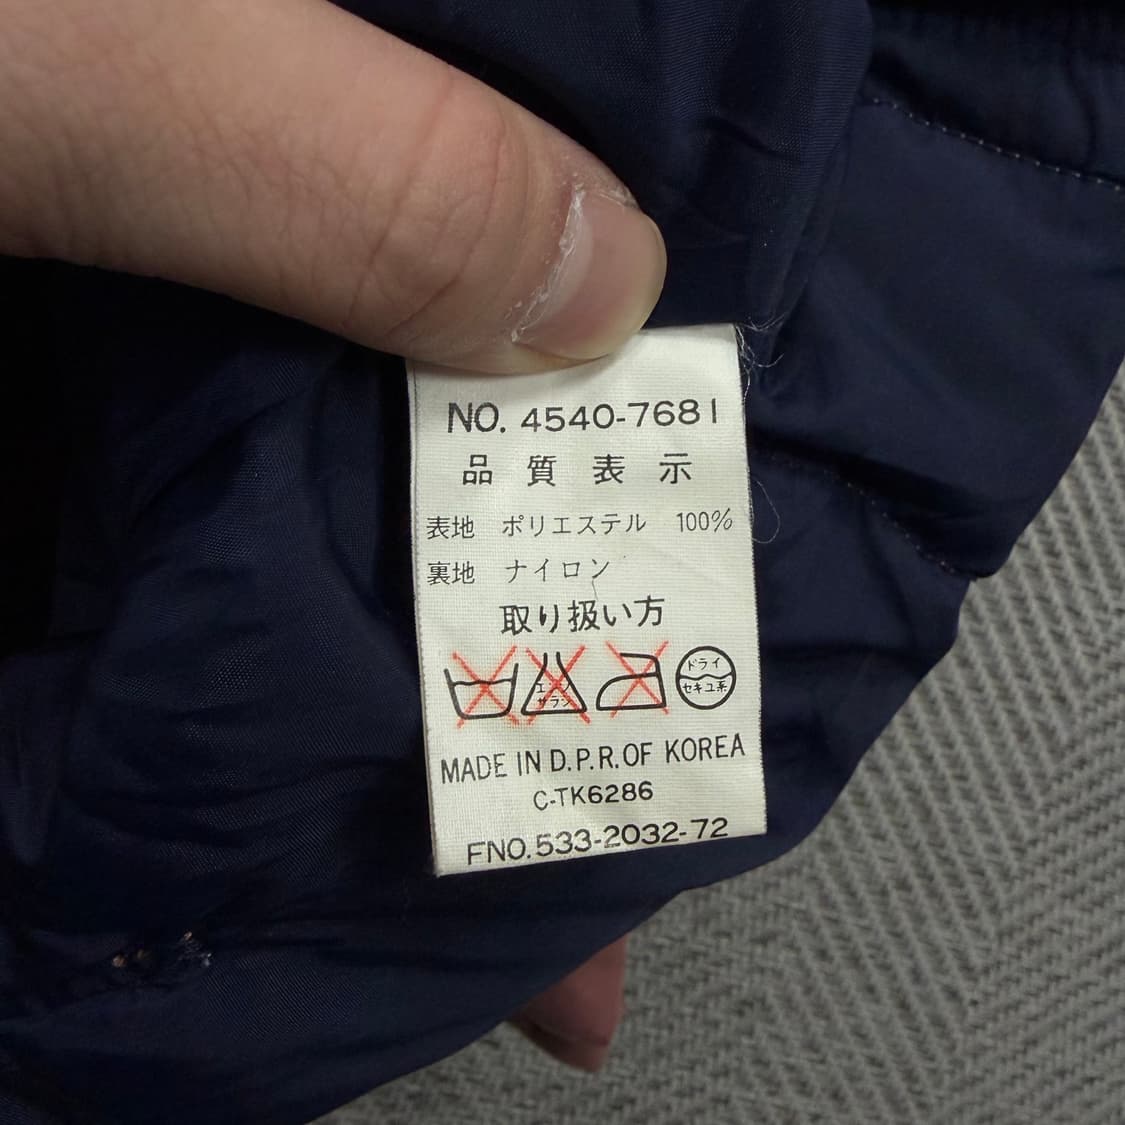 NO. 4540-7681
品質表示
表地 ポリエステル 100%
裏地 ナイロン
取り扱い方
エンソ
サラシ
ドライ
セキユ系
MADE IN D.P.R. OF KOREA
C-TK6286
FNO. 533-2032-72